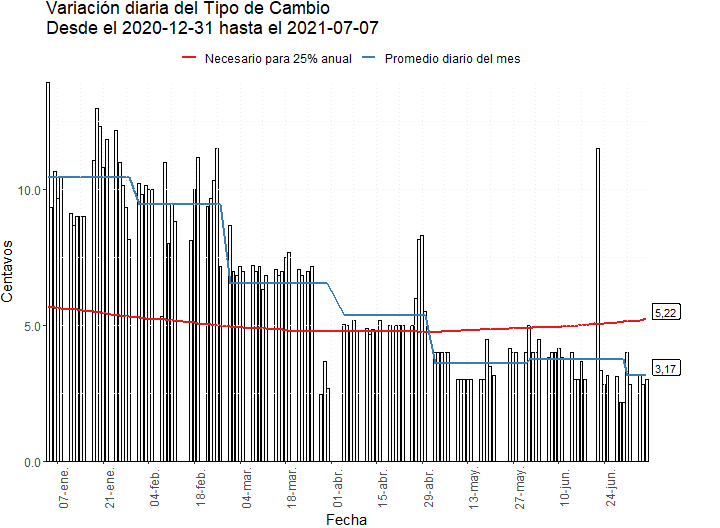 Variación diaria del Tipo de Cambio
Desde el 2020-12-31 hasta el 2021-07-07
Necesario para 25% anual
Promedio diario del mes
Centavos
10.0
5.0
0.0
5,22
3,17
07-ene.
21-ene.
04-feb.
18-feb.
04-mar.
18-mar.
01-abr.
15-abr.
29-abr.
13-may.
27-may.
10-jun.
24-jun.
Fecha